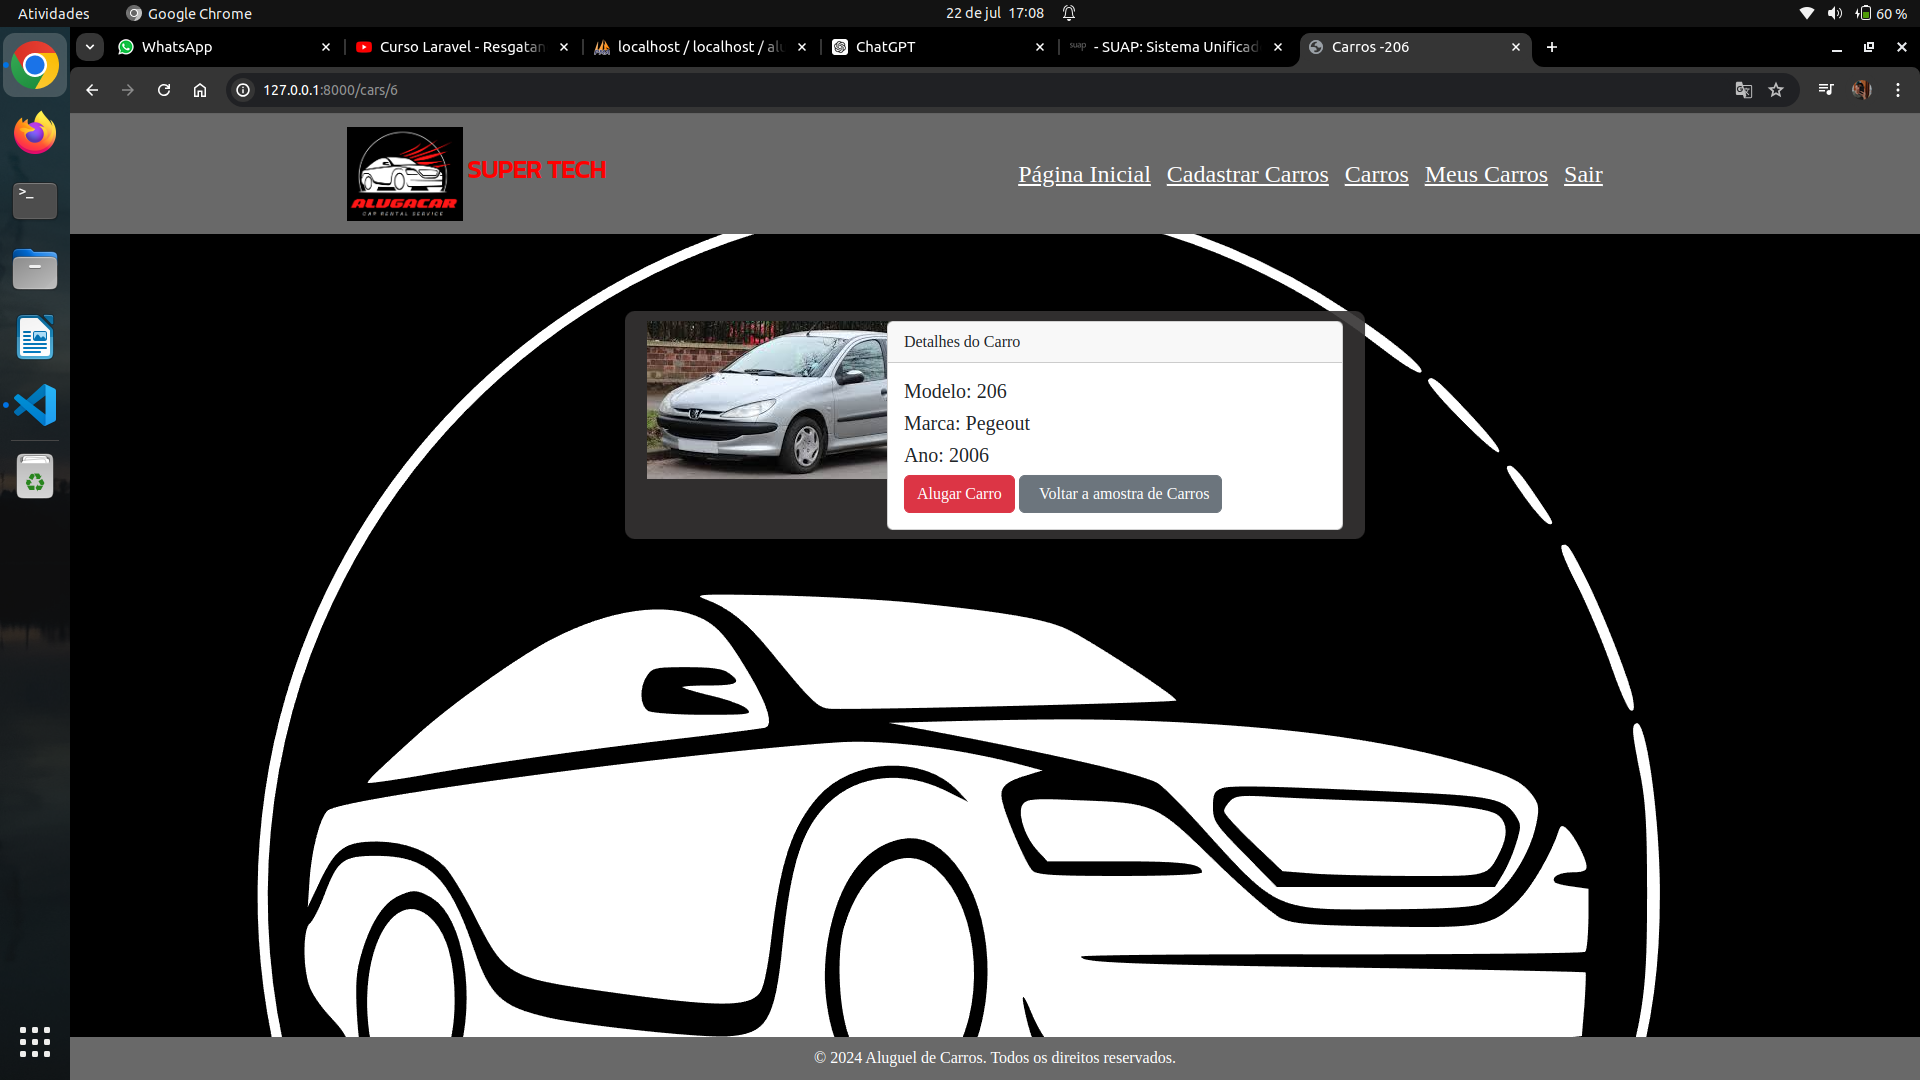 Atividades
Google Chrome
22 de jul 17:08
60 %
WhatsApp
Curso Laravel - Resgatan
localhost / localhost / alu
ChatGPT
suap
- SUAP: Sistema Unificad
Carros -206
127.0.0.1:8000/cars/6
ALUGACAR
CAR RENTAL SERVICE
SUPER TECH
Página Inicial
Cadastrar Carros
Carros
Meus Carros
Sair
Detalhes do Carro
Modelo: 206
Marca: Pegeout
Ano: 2006
Alugar Carro
Voltar a amostra de Carros
© 2024 Aluguel de Carros. Todos os direitos reservados.